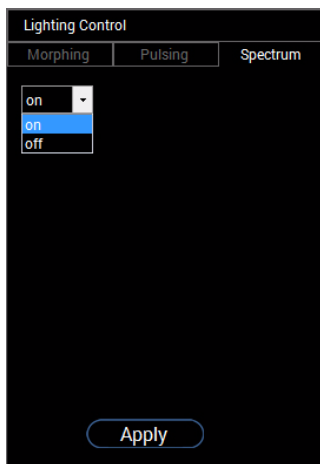 Lighting Control
Morphing Pulsing Spectrum
on
on
off
Apply